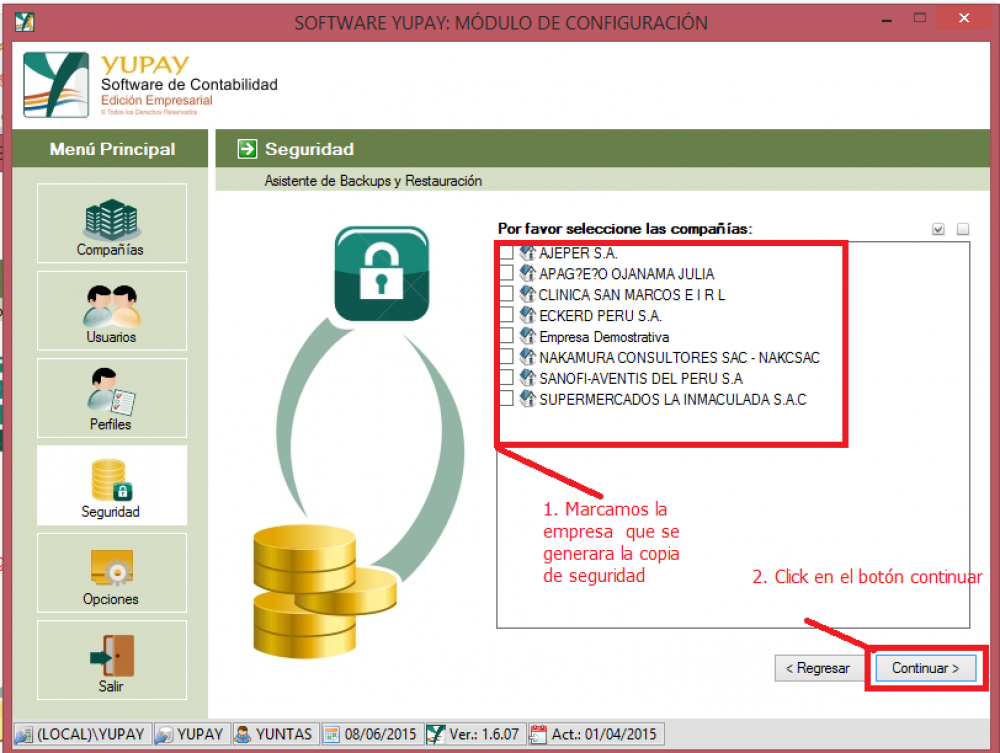 SOFTWARE YUPAY: MÓDULO DE CONFIGURACIÓN
YUPAY
Software de Contabilidad
Edición Empresarial
© Todos los Derechos Reservados
Menú Principal
Seguridad
Asistente de Backups y Restauración
Compañías
Usuarios
Perfiles
Seguridad
Opciones
Salir
Por favor seleccione las compañías:
AJEPER S.A.
APAG?E?O OJANAMA JULIA
CLINICA SAN MARCOS E I R L
ECKERD PERU S.A.
Empresa Demostrativa
NAKAMURA CONSULTORES SAC - NAKCSAC
SANOFI-AVENTIS DEL PERU S.A
SUPERMERCADOS LA INMACULADA S.A.C
1. Marcamos la
empresa que se
generara la copia
de seguridad
2. Click en el botón continuar
< Regresar
Continuar >
(LOCAL)\YUPAY
YUPAY
YUNTAS
08/06/2015
Ver.: 1.6.07
Act.: 01/04/2015